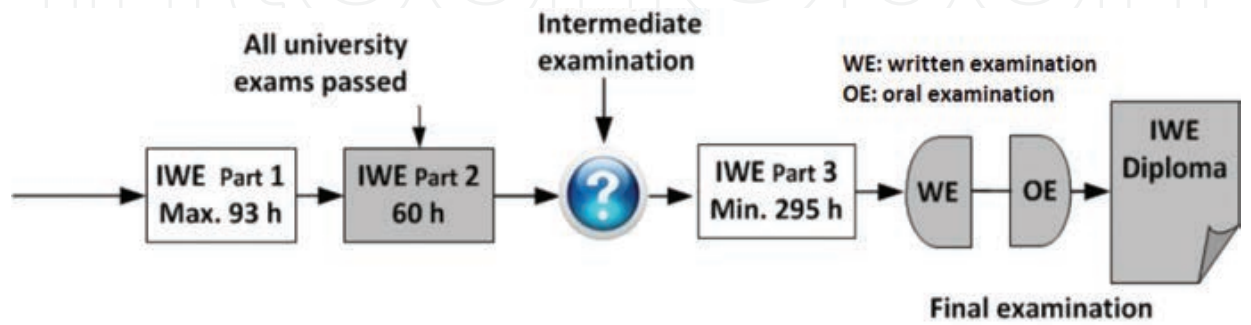 All university
exams passed
Intermediate
examination
WE: written examination
OE: oral examination
IWE Part 1
Max. 93 h
IWE Part 2
60 h
?
IWE Part 3
Min. 295 h
WE
OE
IWE
Diploma
Final examination